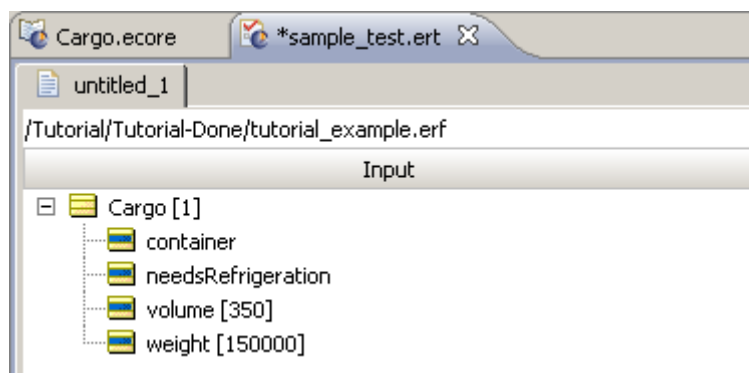 Cargo.ecore *sample_test.ert
untitled_1
/Tutorial/Tutorial-Done/tutorial_example.erf
Input
Cargo [1]
container
needsRefrigeration
volume [350]
weight [150000]